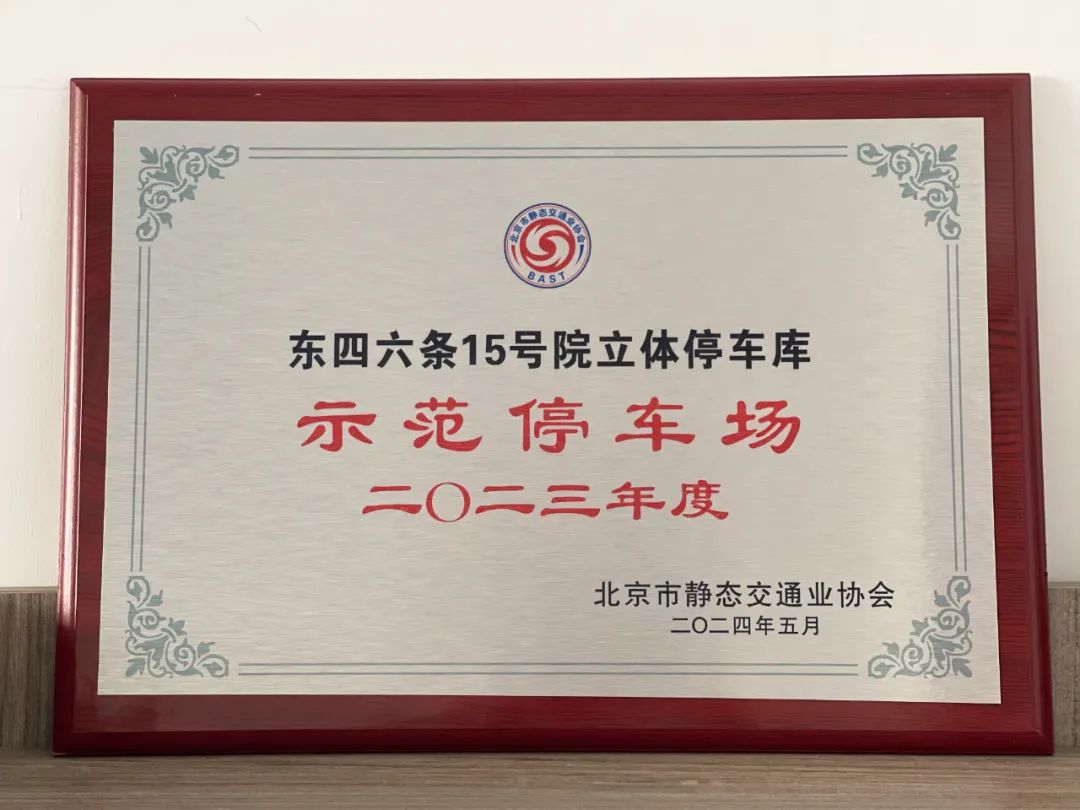 北京市静态交通业协会
BAST
东四六条15号院立体停车库
示范停车场
二〇二三年度
北京市静态交通业协会
二〇二四年五月